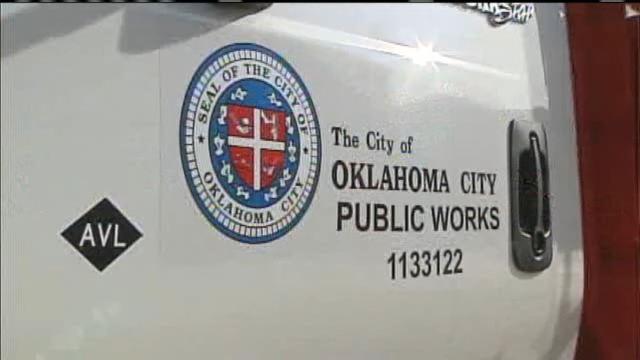 SEAL OF THE CITY OF
OKLAHOMA CITY
The City of
OKLAHOMA CITY
PUBLIC WORKS
1133122
AVL